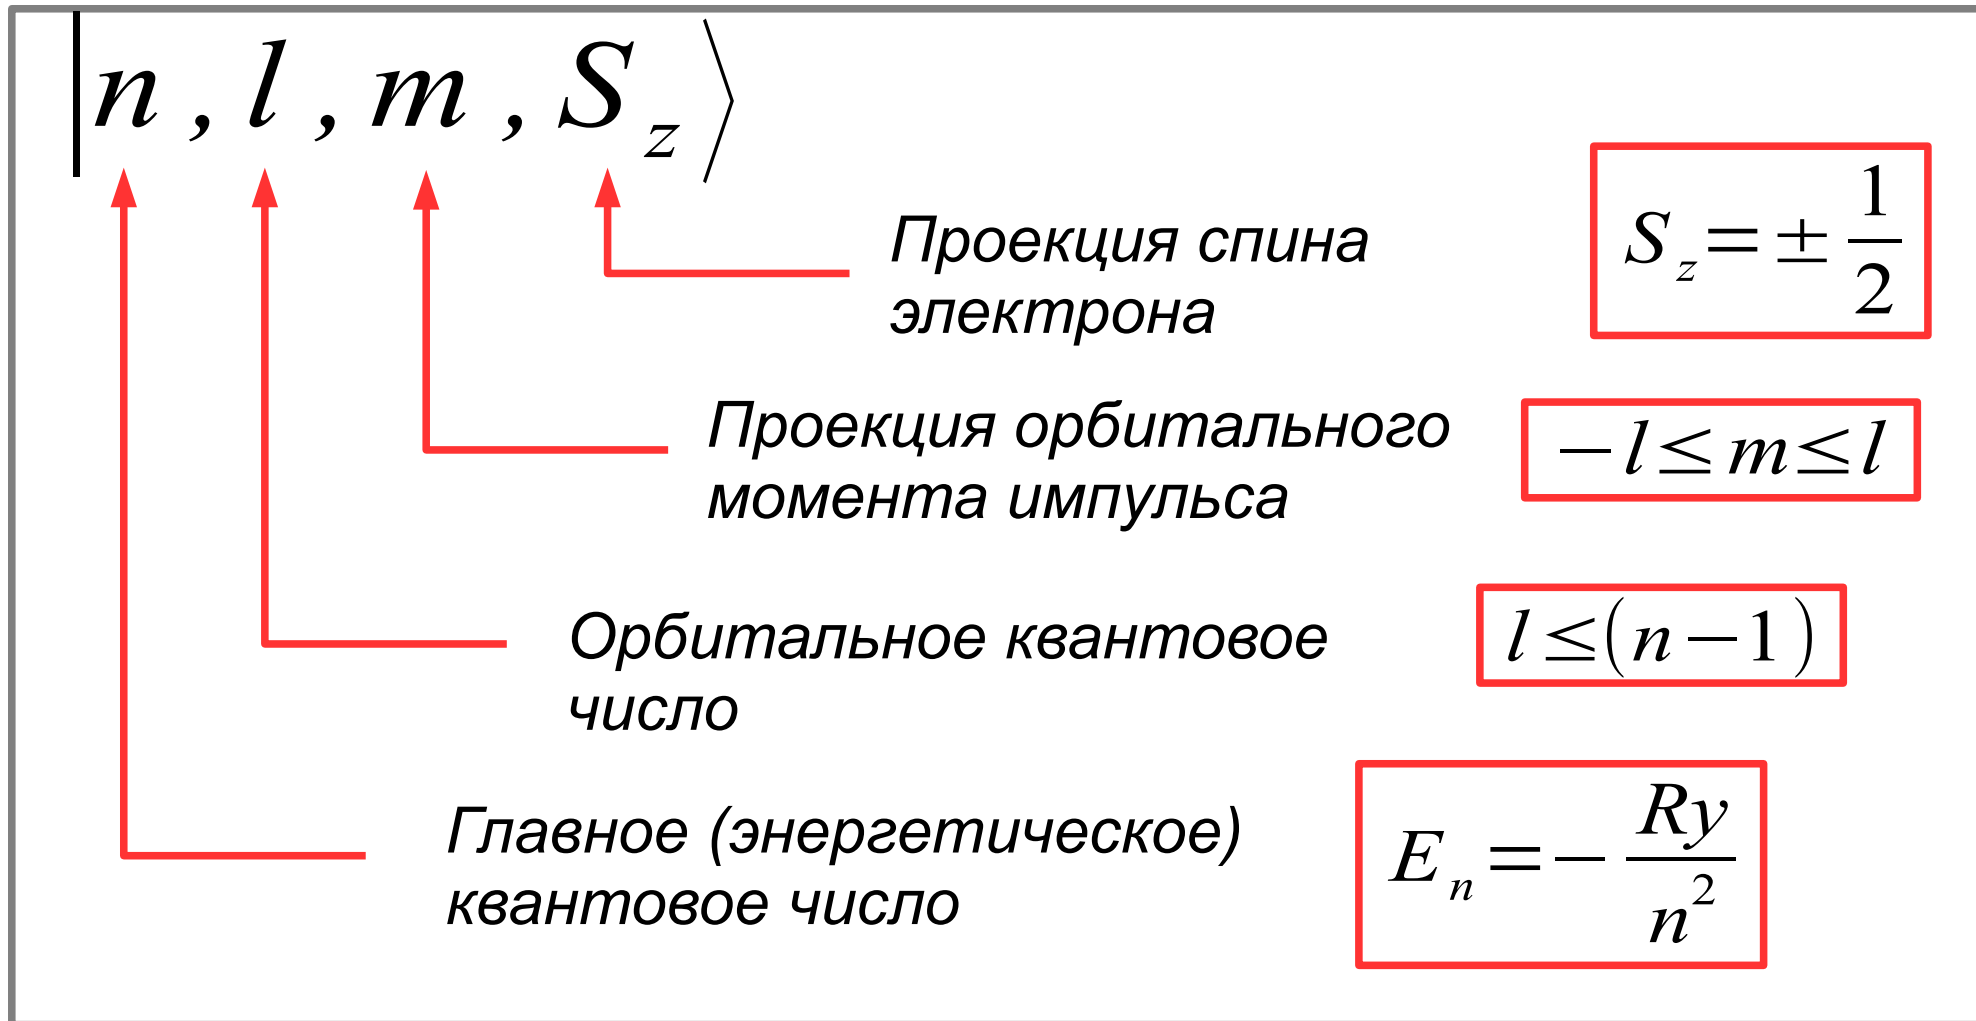 |n , l , m , S_z⟩
Проекция спина
электрона
S_z = ± 1/2
Проекция орбитального
момента импульса
−l ≤ m ≤ l
Орбитальное квантовое
число
l ≤ (n − 1)
Главное (энергетическое)
квантовое число
E_n = − Ry/n²